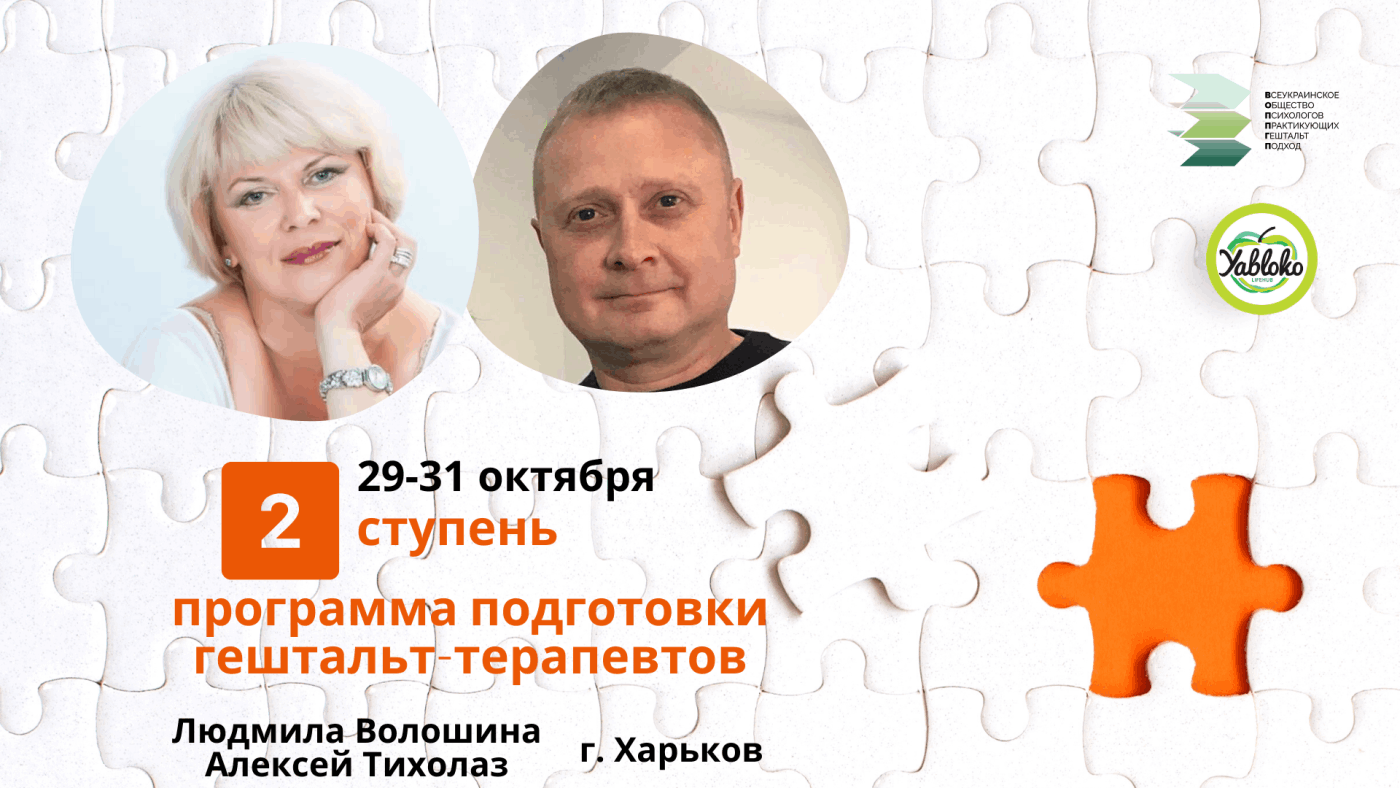 ВСЕУКРАИНСКОЕ
ОБЩЕСТВО
ПСИХОЛОГОВ
ПРАКТИКУЮЩИХ
ГЕШТАЛЬТ
ПОДХОД
Yabloko
LIFEHUB
29-31 октября
2 ступень
программа подготовки
гештальт-терапевтов
Людмила Волошина
Алексей Тихолаз
г. Харьков